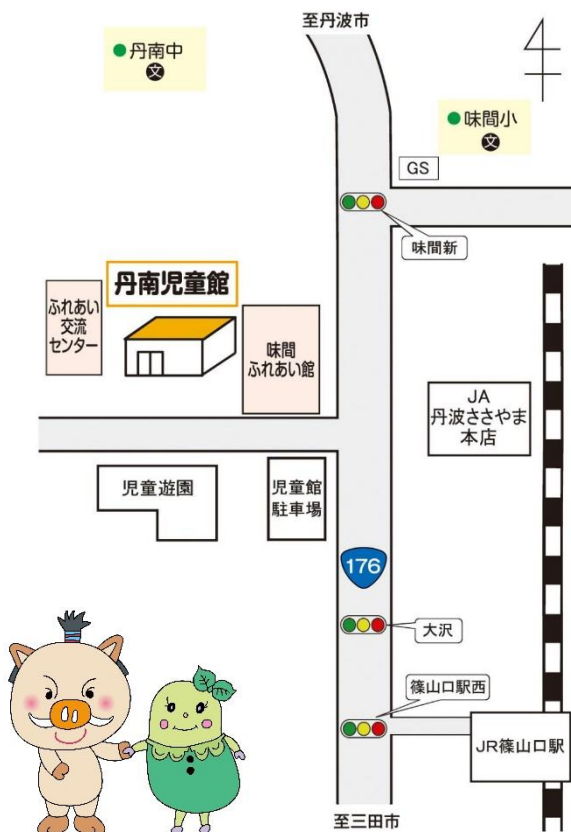 至丹波市
丹南中
文
味間小
文
GS
味間新
丹南児童館
ふれあい
交流
センター
味間
ふれあい館
JA
丹波ささやま
本店
児童遊園
児童館
駐車場
176
大沢
篠山口駅西
JR篠山口駅
至三田市